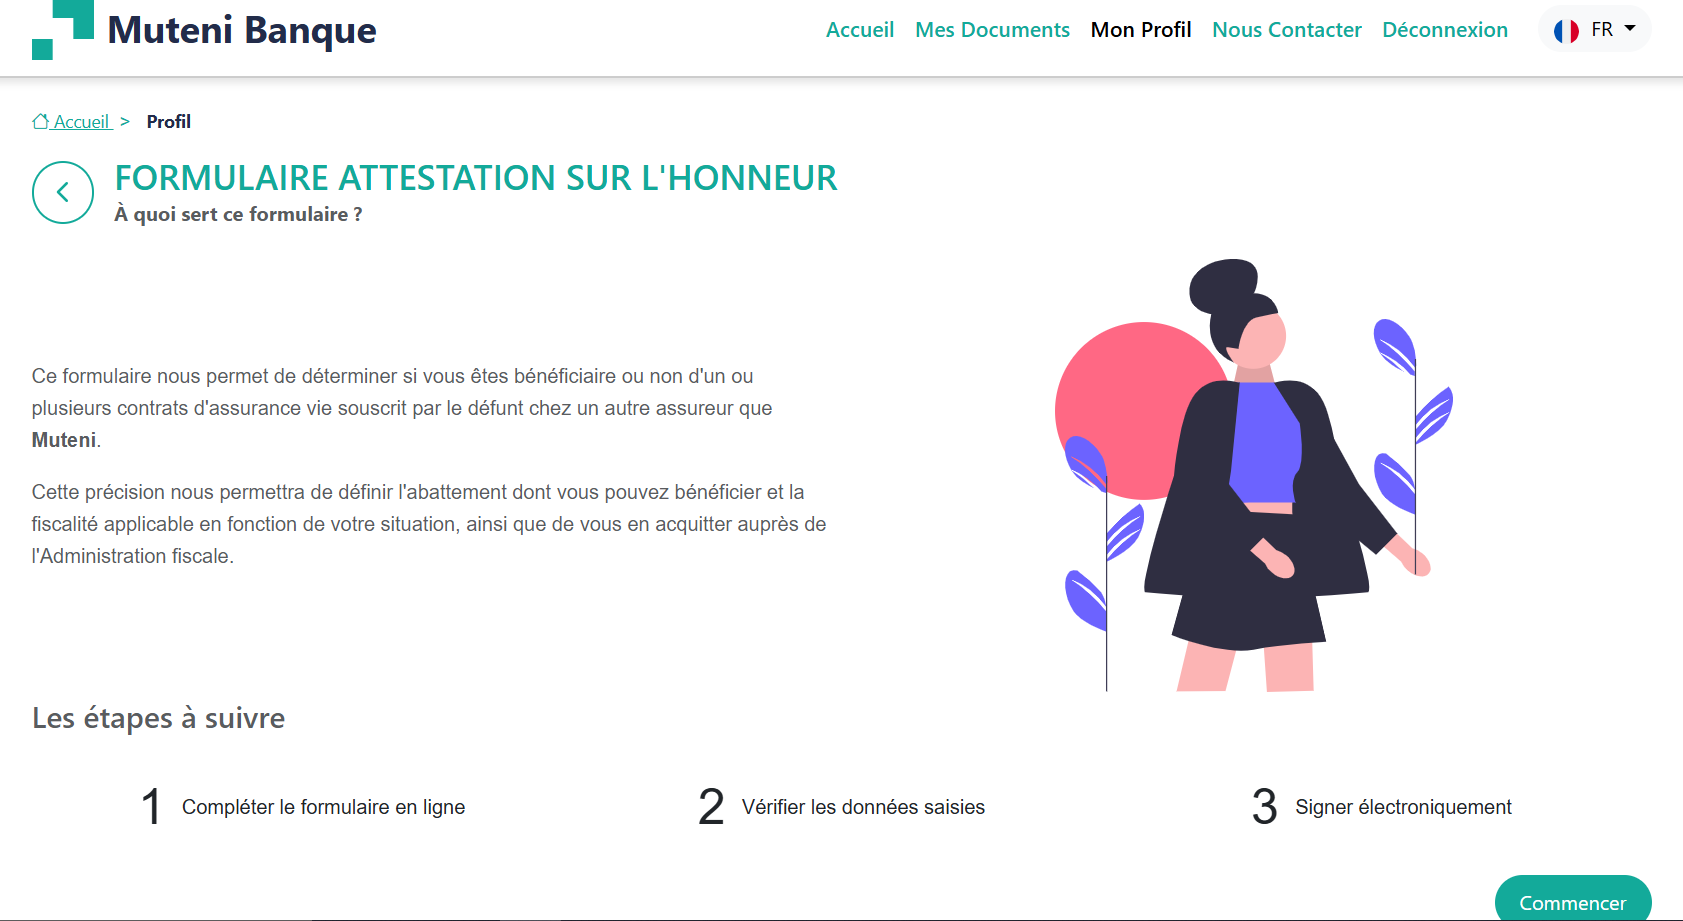 Muteni Banque
Accueil Mes Documents Mon Profil Nous Contacter Déconnexion FR
Accueil > Profil
FORMULAIRE ATTESTATION SUR L'HONNEUR
À quoi sert ce formulaire ?
Ce formulaire nous permet de déterminer si vous êtes bénéficiaire ou non d'un ou
plusieurs contrats d'assurance vie souscrit par le défunt chez un autre assureur que
Muteni.
Cette précision nous permettra de définir l'abattement dont vous pouvez bénéficier et la
fiscalité applicable en fonction de votre situation, ainsi que de vous en acquitter auprès de
l'Administration fiscale.
Les étapes à suivre
1 Compléter le formulaire en ligne
2 Vérifier les données saisies
3 Signer électroniquement
Commencer